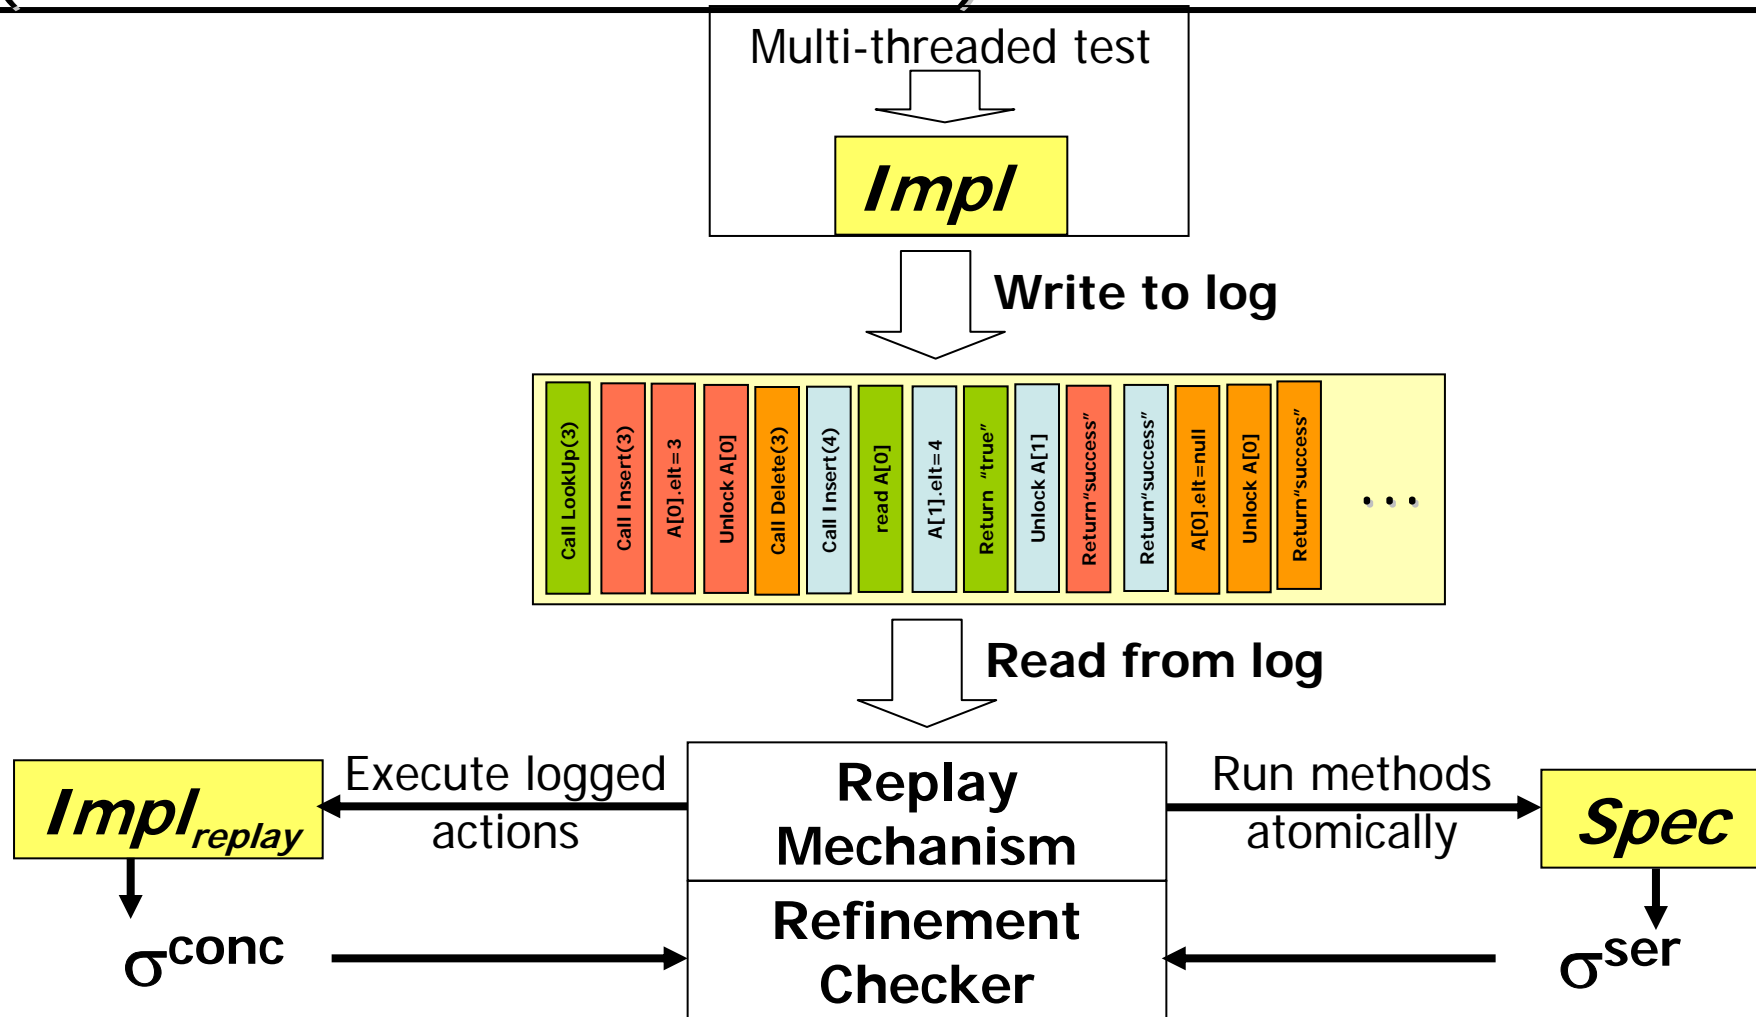 Multi-threaded test
Impl
Write to log
Call LookUp(3)
Call Insert(3)
A[0].elt=3
Unlock A[0]
Call Delete(3)
Call Insert(4)
read A[0]
A[1].elt=4
Return "true"
Unlock A[1]
Return“success”
Return“success”
A[0].elt=null
Unlock A[0]
Return“success”
...
Read from log
Execute logged
actions
Replay
Mechanism
Run methods
atomically
Impl replay
Spec
Refinement
Checker
σconc
σser